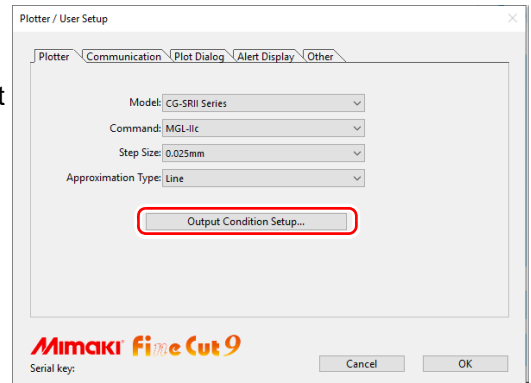 Plotter / User Setup
Plotter Communication Plot Dialog Alert Display Other
t
Model: CG-SRII Series
Command: MGL-IIc
Step Size: 0.025mm
Approximation Type: Line
Output Condition Setup...
Mimaki Fine Cut 9
Serial key:
Cancel OK